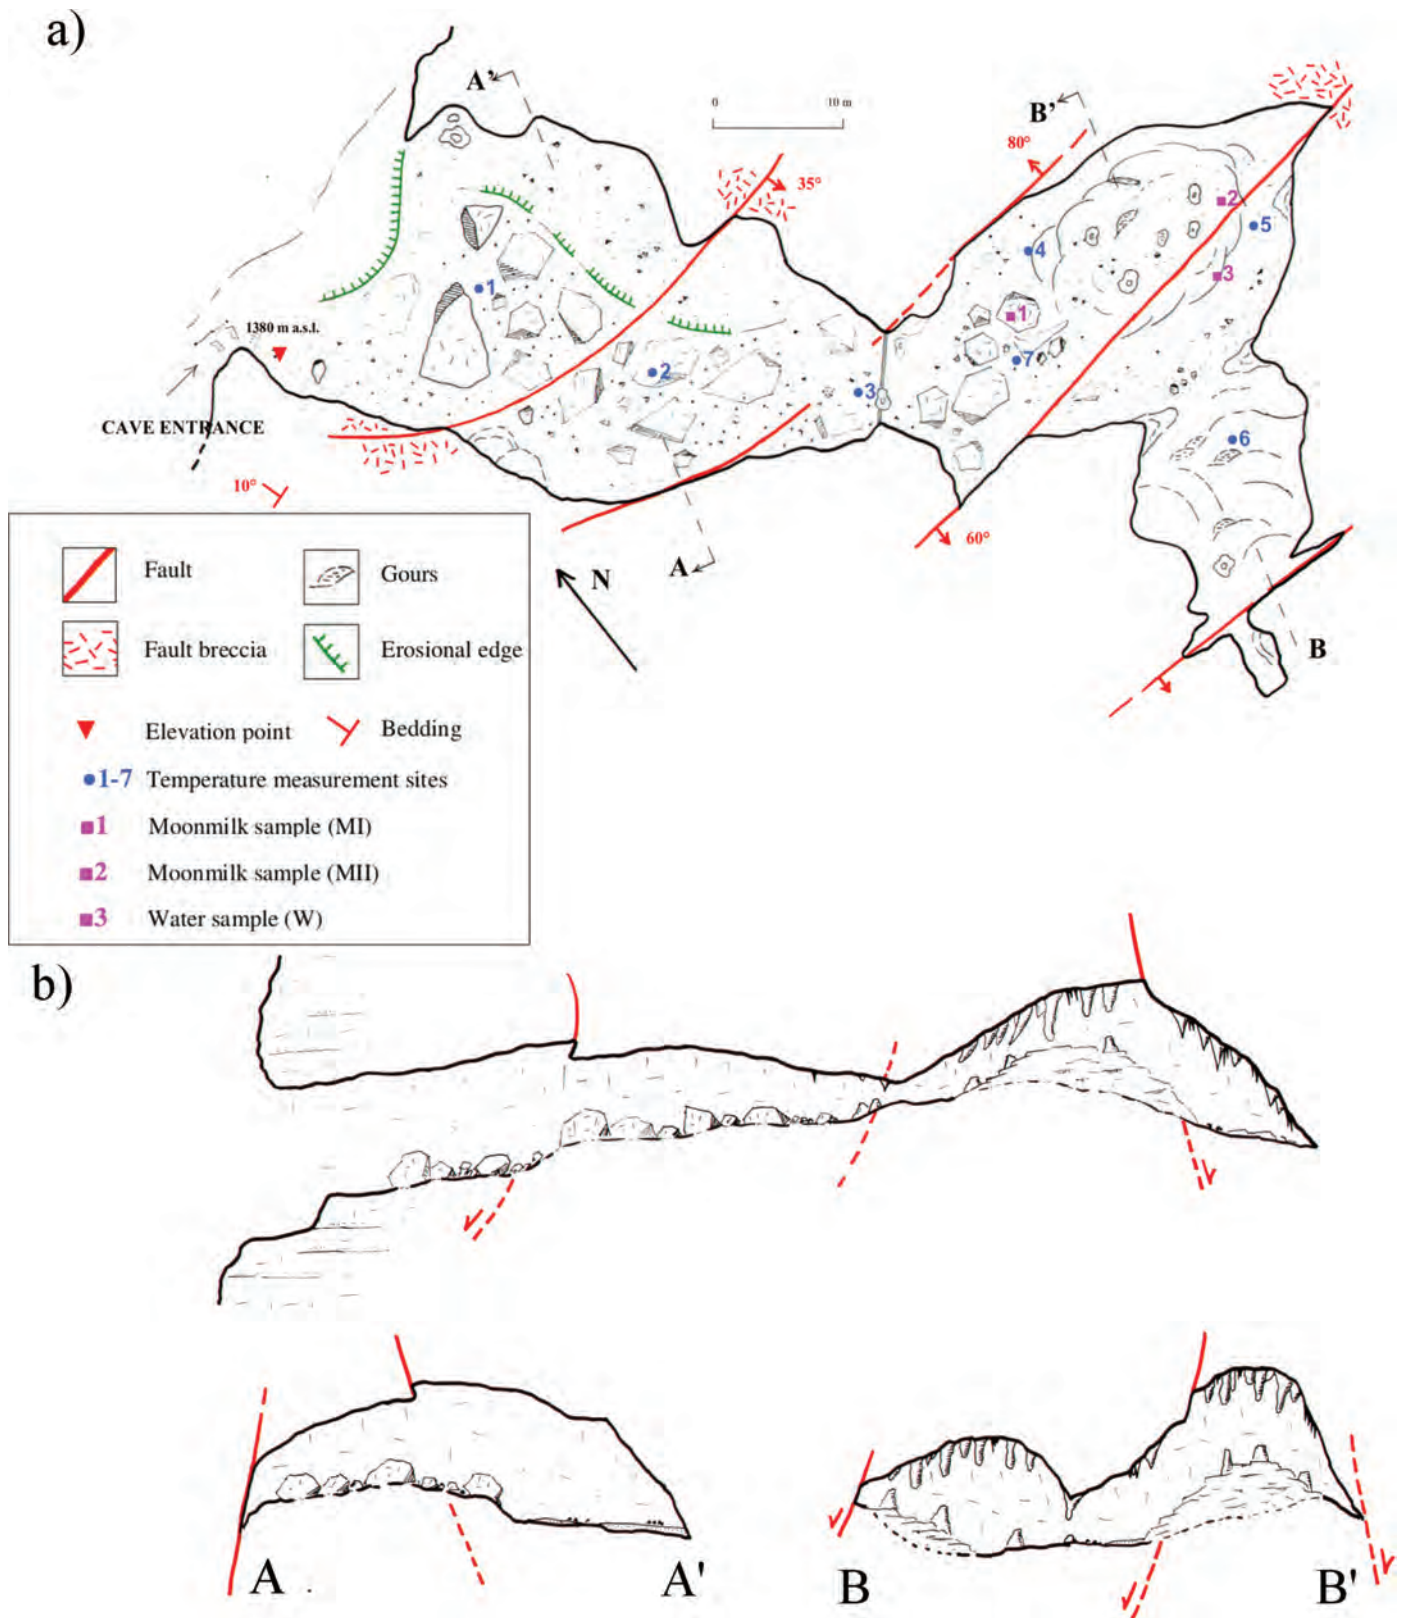 a)
A'
0 10 m
B'
80°
35°
2
5
4
3
1
1
1380 m a.s.l.
7
2
3
CAVE ENTRANCE
6
10°
60°
A
N
B
Fault
Gours
Fault breccia
Erosional edge
Elevation point
Bedding
1-7 Temperature measurement sites
1 Moonmilk sample (MI)
2 Moonmilk sample (MII)
3 Water sample (W)
b)
A
A'
B
B'